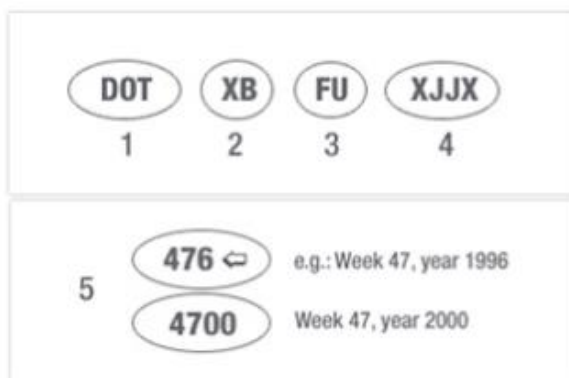 DOT XB FU XJJX
1 2 3 4
476 ⇦ e.g.: Week 47, year 1996
5
4700 Week 47, year 2000